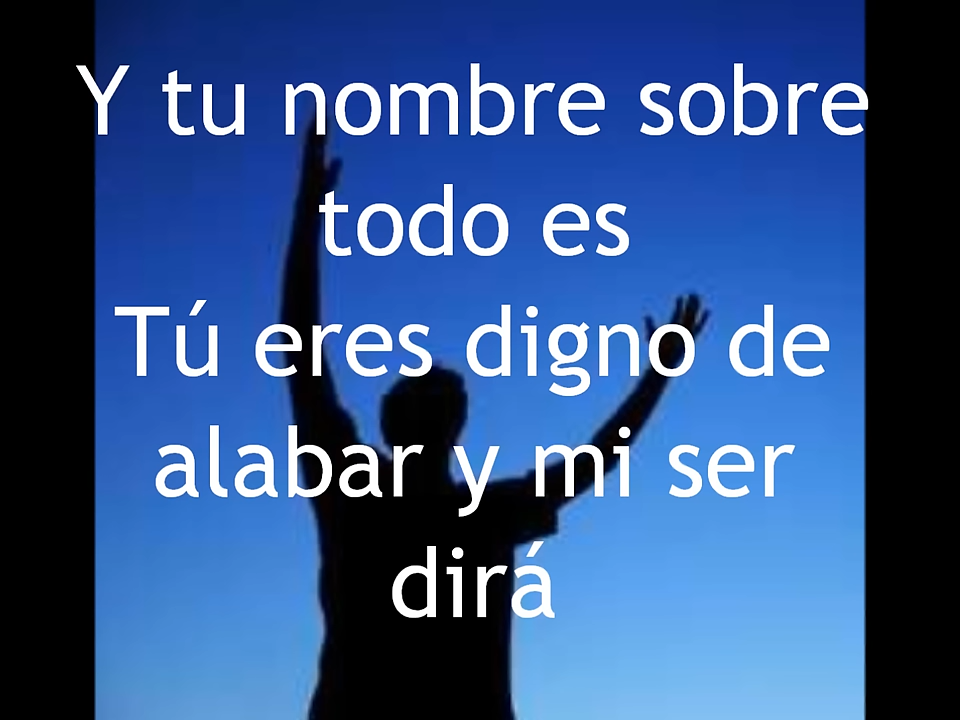 Y tu nombre sobre
todo es
Tú eres digno de
alabar y mi ser
dirá